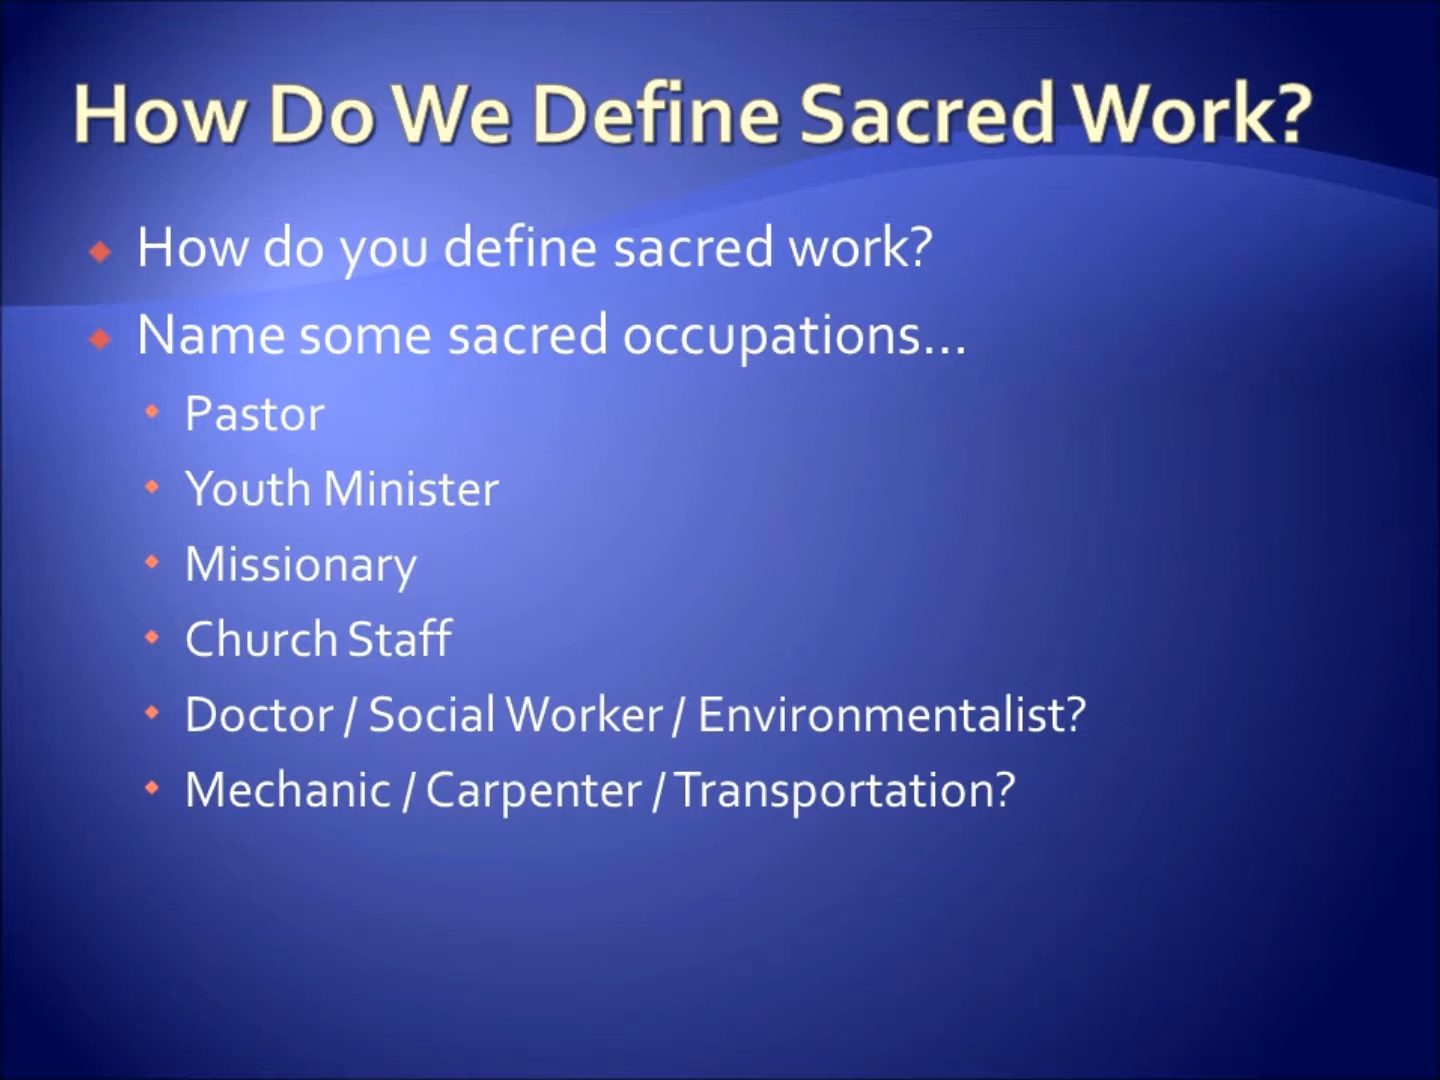 How Do We Define Sacred Work?
How do you define sacred work?
Name some sacred occupations...
Pastor
Youth Minister
Missionary
Church Staff
Doctor / Social Worker / Environmentalist?
Mechanic / Carpenter / Transportation?